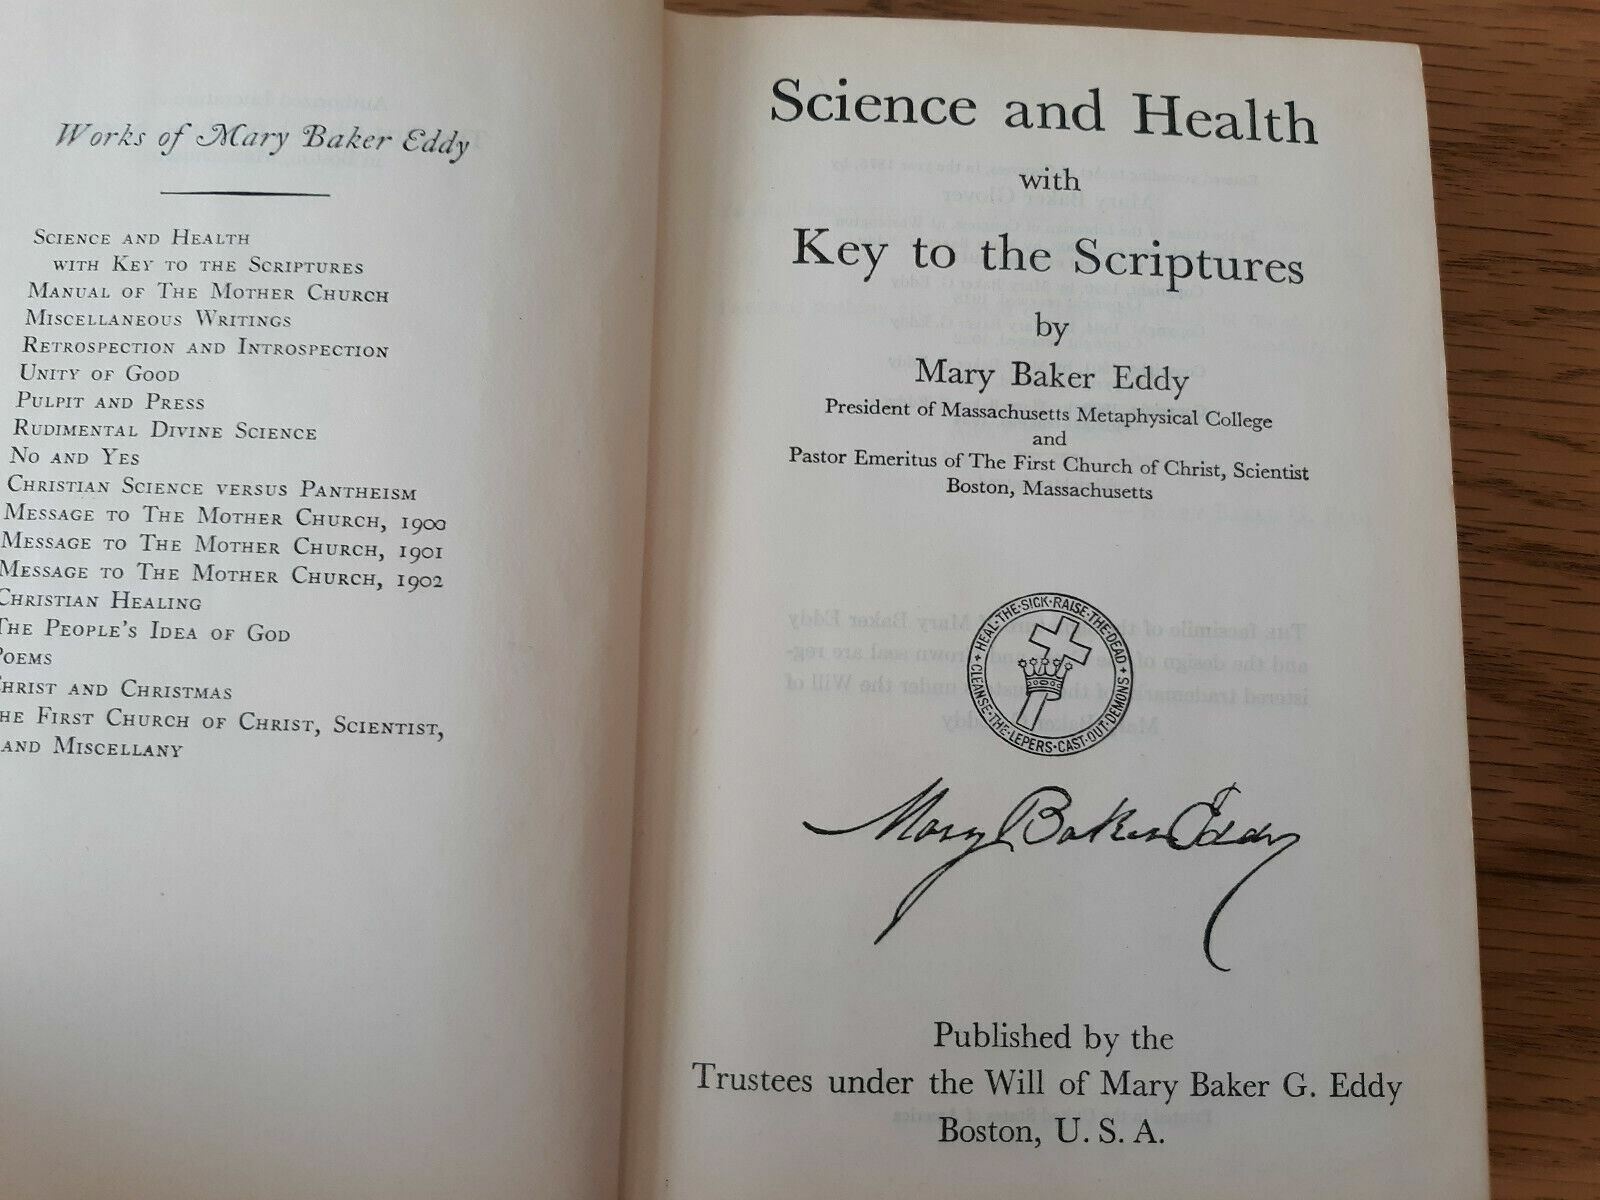 Works of Mary Baker Eddy
Science and Health
with Key to the Scriptures
Manual of The Mother Church
Miscellaneous Writings
Retrospection and Introspection
Unity of Good
Pulpit and Press
Rudimental Divine Science
No and Yes
Christian Science versus Pantheism
Message to The Mother Church, 1900
Message to The Mother Church, 1901
Message to The Mother Church, 1902
Christian Healing
The People's Idea of God
Poems
Christ and Christmas
The First Church of Christ, Scientist,
and Miscellany
Science and Health
with
Key to the Scriptures
by
Mary Baker Eddy
President of Massachusetts Metaphysical College
and
Pastor Emeritus of The First Church of Christ, Scientist
Boston, Massachusetts
HEAL·THE·SICK·RAISE·THE·DEAD
CLEANSE·THE·LEPERS·CAST·OUT·DEMONS
Mary Baker Eddy
Published by the
Trustees under the Will of Mary Baker G. Eddy
Boston, U. S. A.